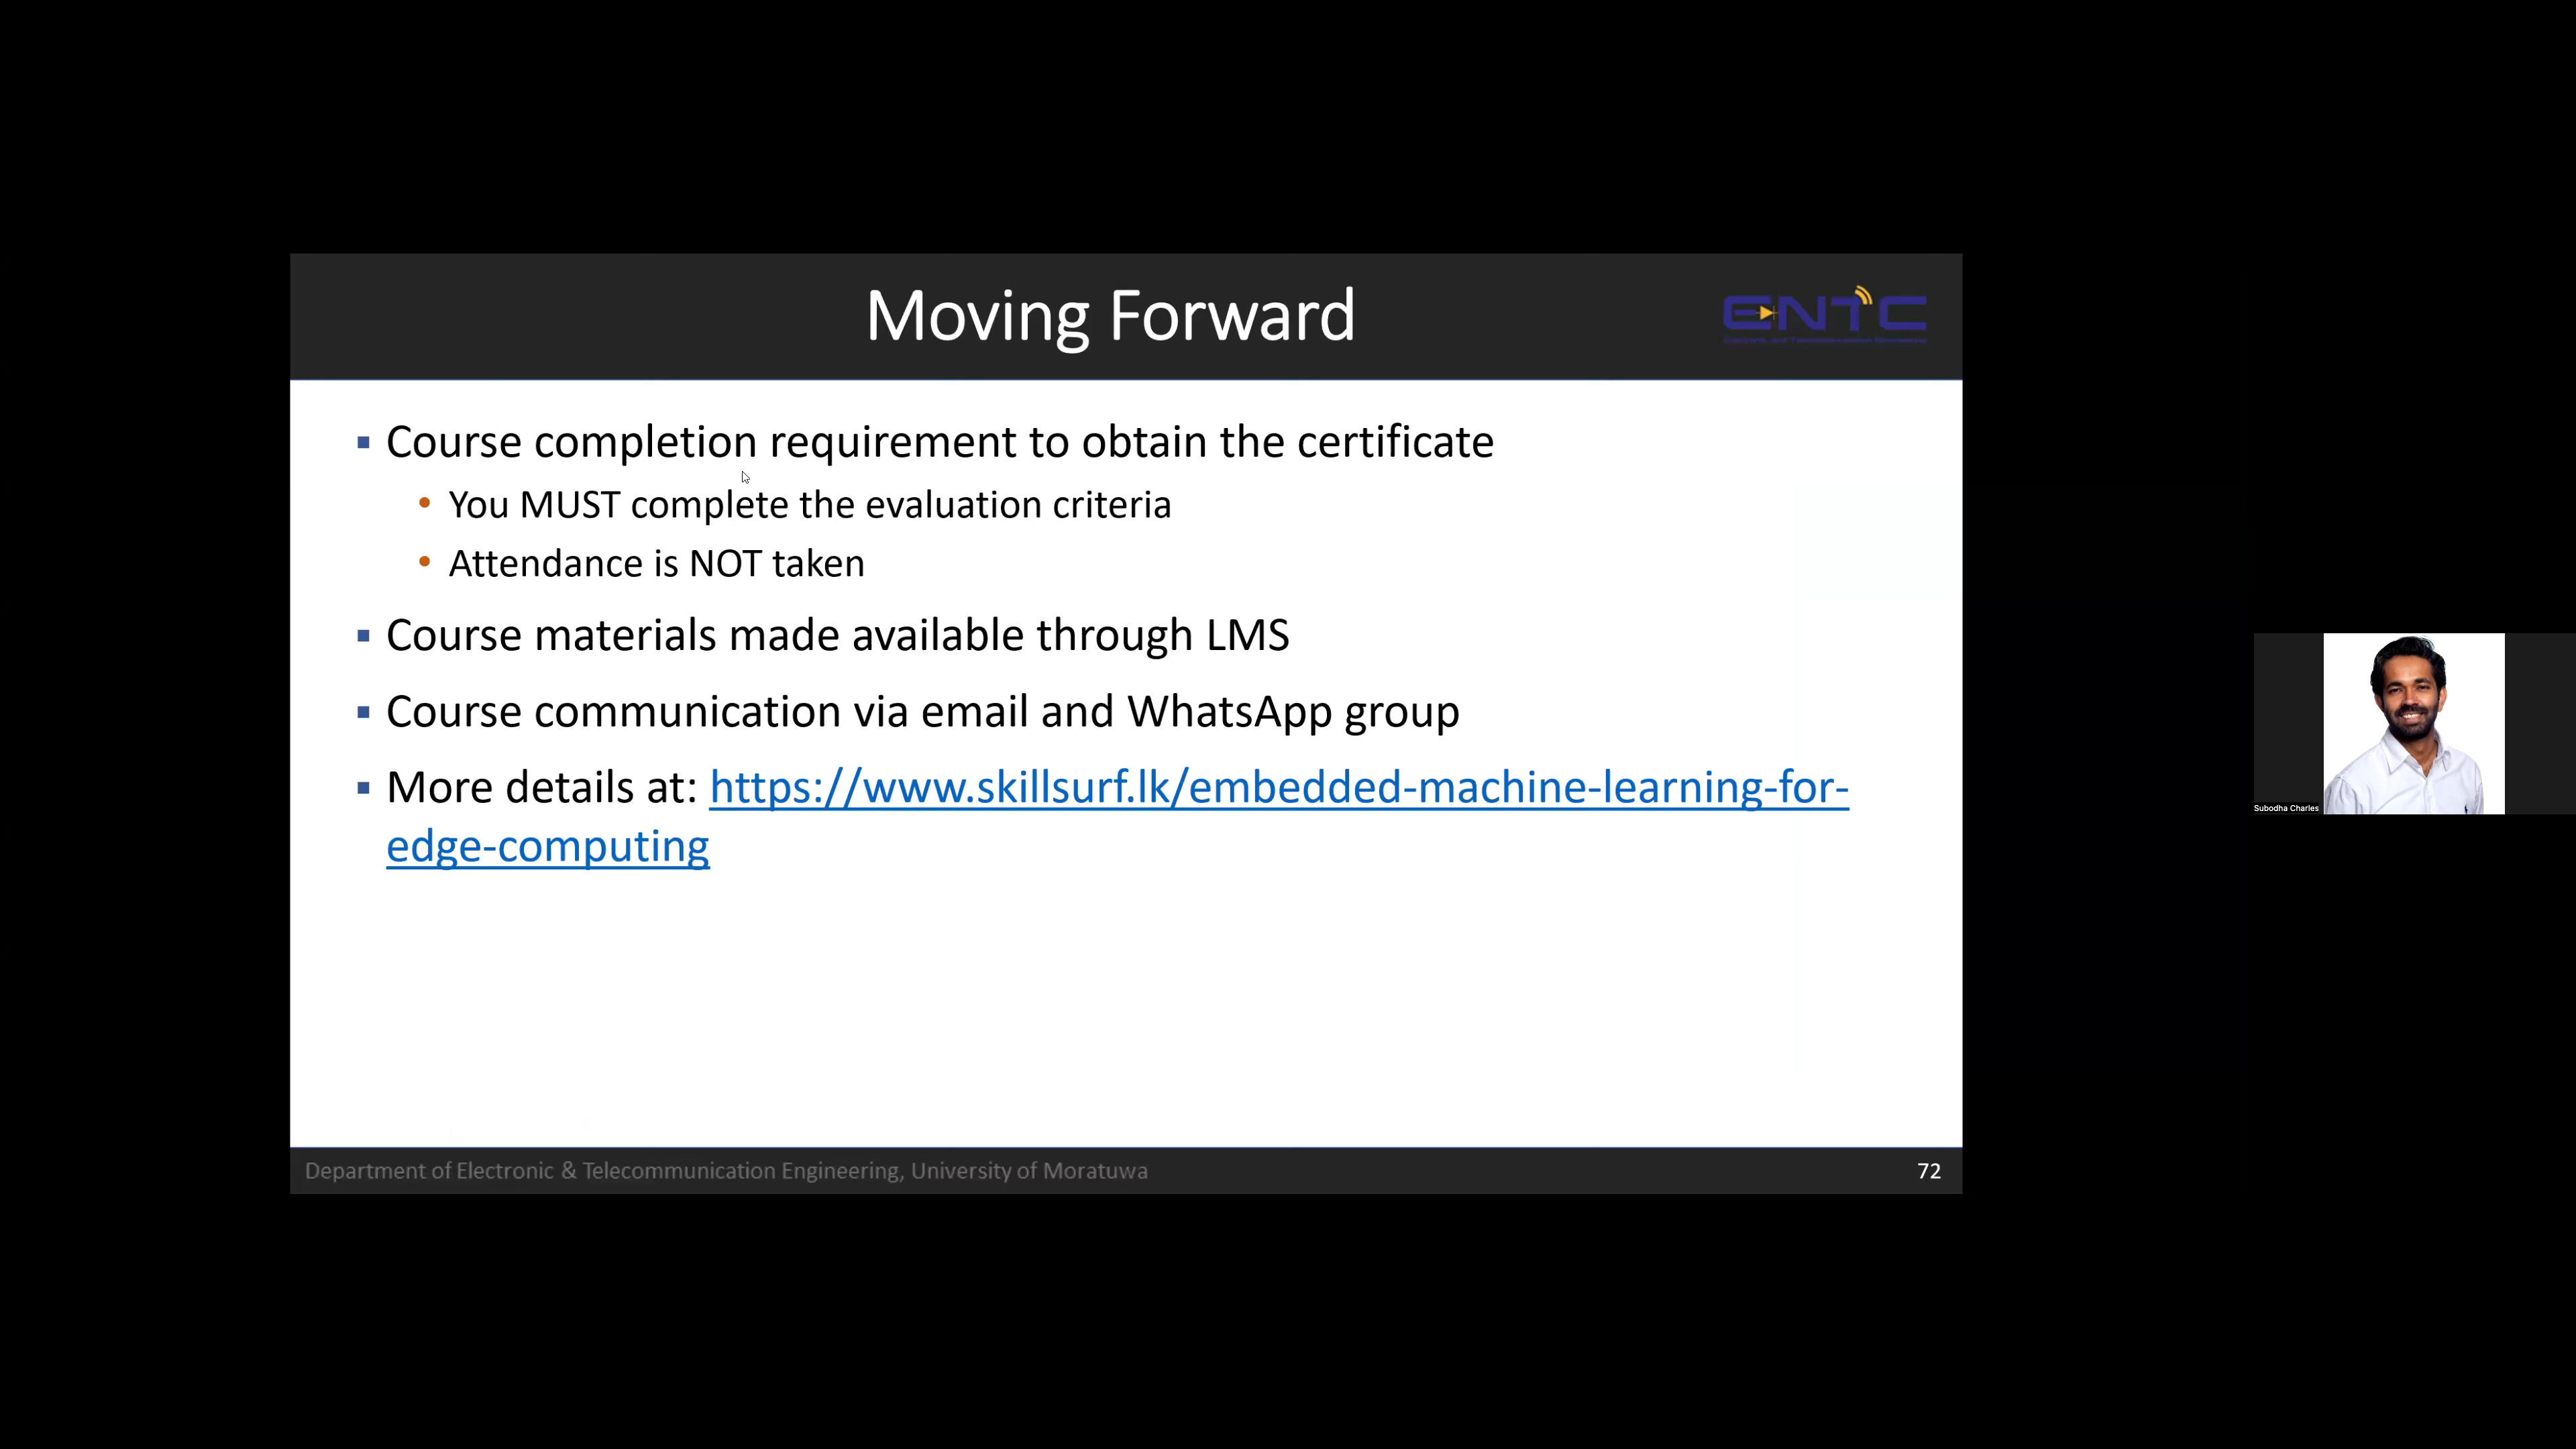 Moving Forward
ENTC
Course completion requirement to obtain the certificate
You MUST complete the evaluation criteria
Attendance is NOT taken
Course materials made available through LMS
Course communication via email and WhatsApp group
More details at: https://www.skillsurf.lk/embedded-machine-learning-for-
edge-computing
Subodha Charles
Department of Electronic & Telecommunication Engineering, University of Moratuwa
72